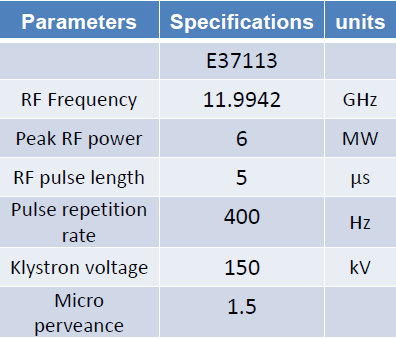 Parameters Specifications units
E37113
RF Frequency 11.9942 GHz
Peak RF power 6 MW
RF pulse length 5 μs
Pulse repetition
rate 400 Hz
Klystron voltage 150 kV
Micro
perveance 1.5